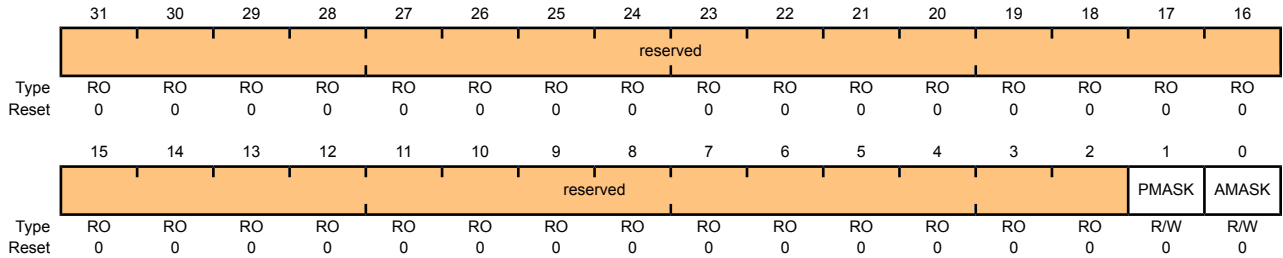 31 30 29 28 27 26 25 24 23 22 21 20 19 18 17 16
reserved
Type RO RO RO RO RO RO RO RO RO RO RO RO RO RO RO RO
Reset 0 0 0 0 0 0 0 0 0 0 0 0 0 0 0 0
15 14 13 12 11 10 9 8 7 6 5 4 3 2 1 0
reserved PMASK AMASK
Type RO RO RO RO RO RO RO RO RO RO RO RO RO RO R/W R/W
Reset 0 0 0 0 0 0 0 0 0 0 0 0 0 0 0 0